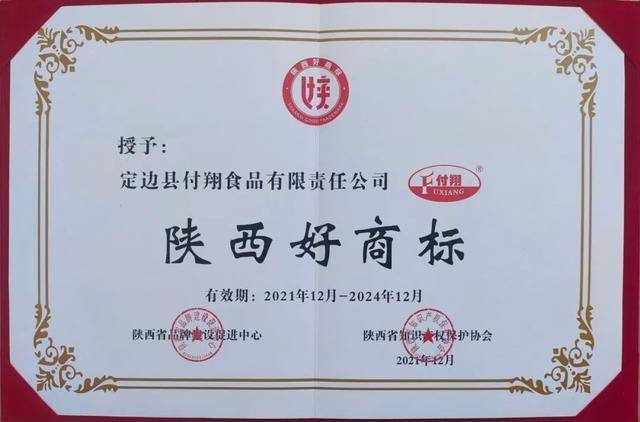 陕西好商标
SHAANXI GOOD TRADEMARK
授予：
定边县付翔食品有限责任公司
付翔®
FUXIANG
陕西好商标
有效期：2021年12月-2024年12月
陕西省品牌建设促进中心
陕西省知识产权保护协会
2021年12月